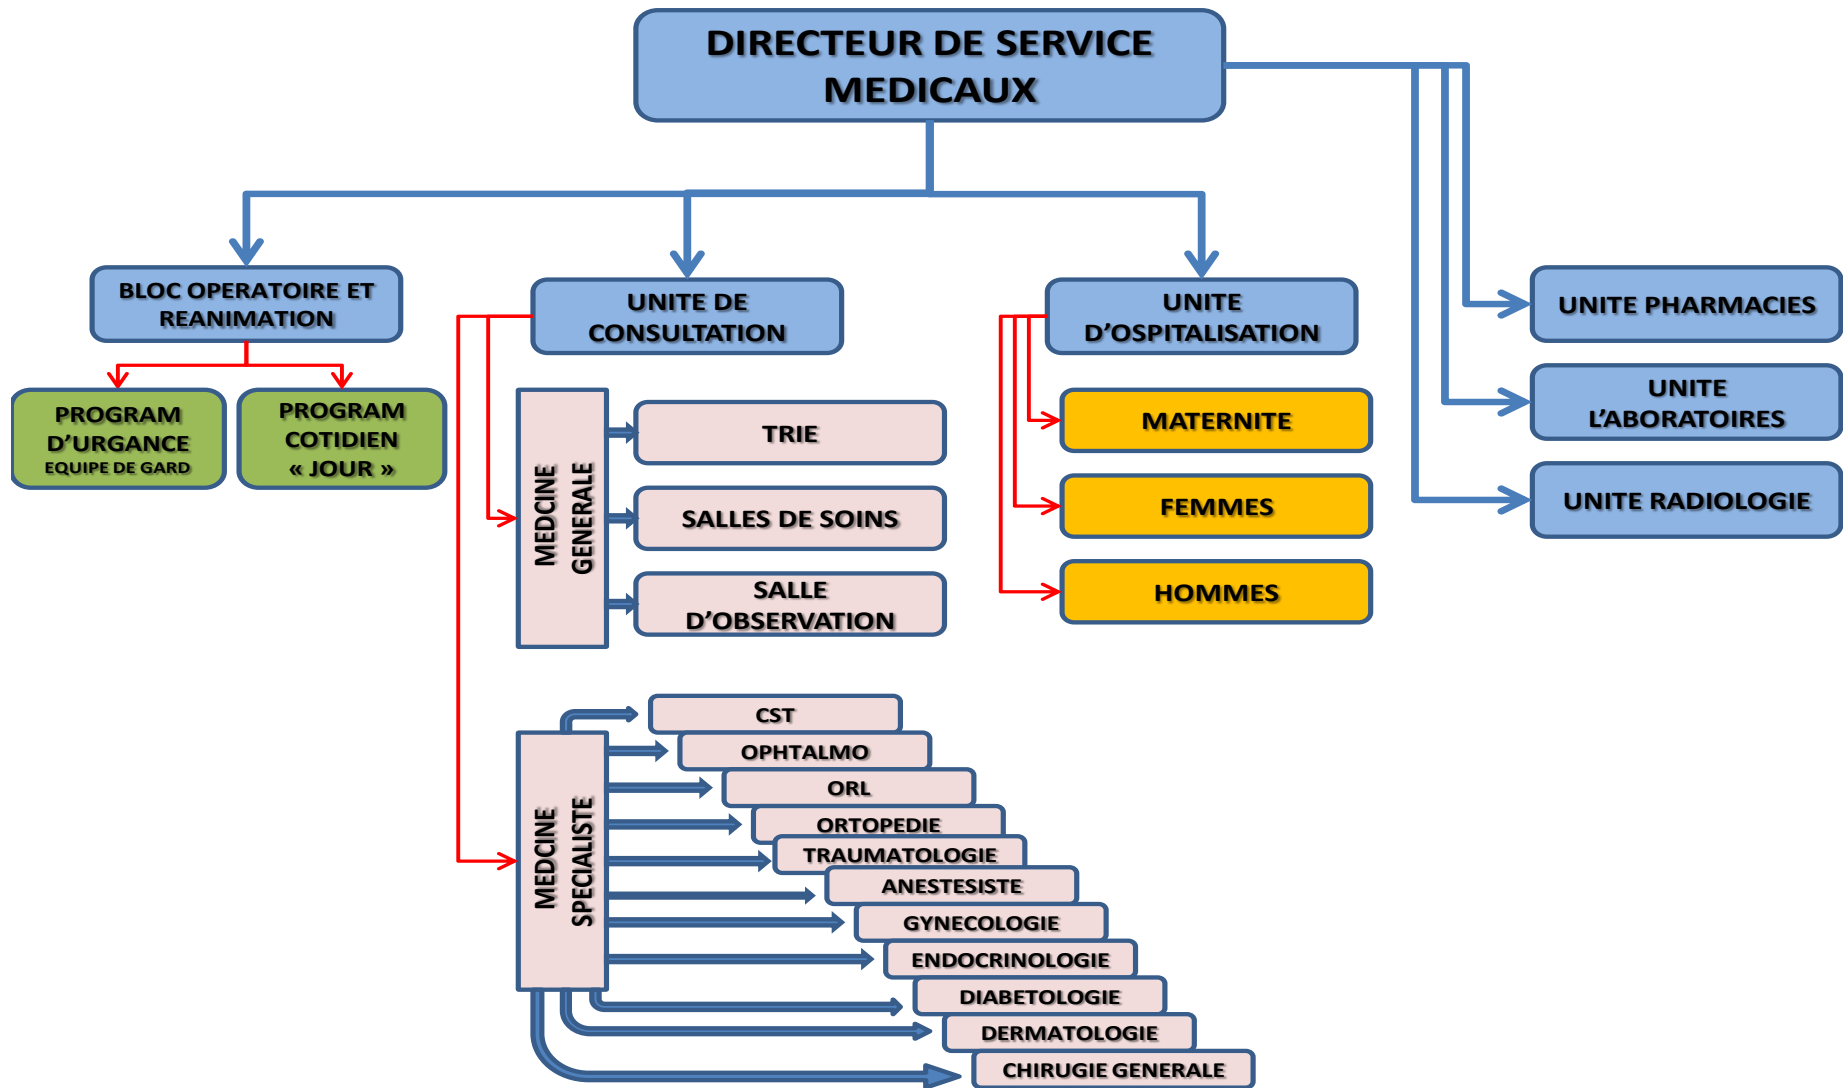 DIRECTEUR DE SERVICE
MEDICAUX
BLOC OPERATOIRE ET
REANIMATION
UNITE DE
CONSULTATION
UNITE
D’OSPITALISATION
UNITE PHARMACIES
UNITE
L’ABORATOIRES
UNITE RADIOLOGIE
PROGRAM
D’URGANCE
EQUIPE DE GARD
PROGRAM
COTIDIEN
« JOUR »
MEDCINE
GENERALE
TRIE
SALLES DE SOINS
SALLE
D’OBSERVATION
MATERNITE
FEMMES
HOMMES
MEDCINE
SPECIALISTE
CST
OPHTALMO
ORL
ORTOPEDIE
TRAUMATOLOGIE
ANESTESISTE
GYNECOLOGIE
ENDOCRINOLOGIE
DIABETOLOGIE
DERMATOLOGIE
CHIRUGIE GENERALE